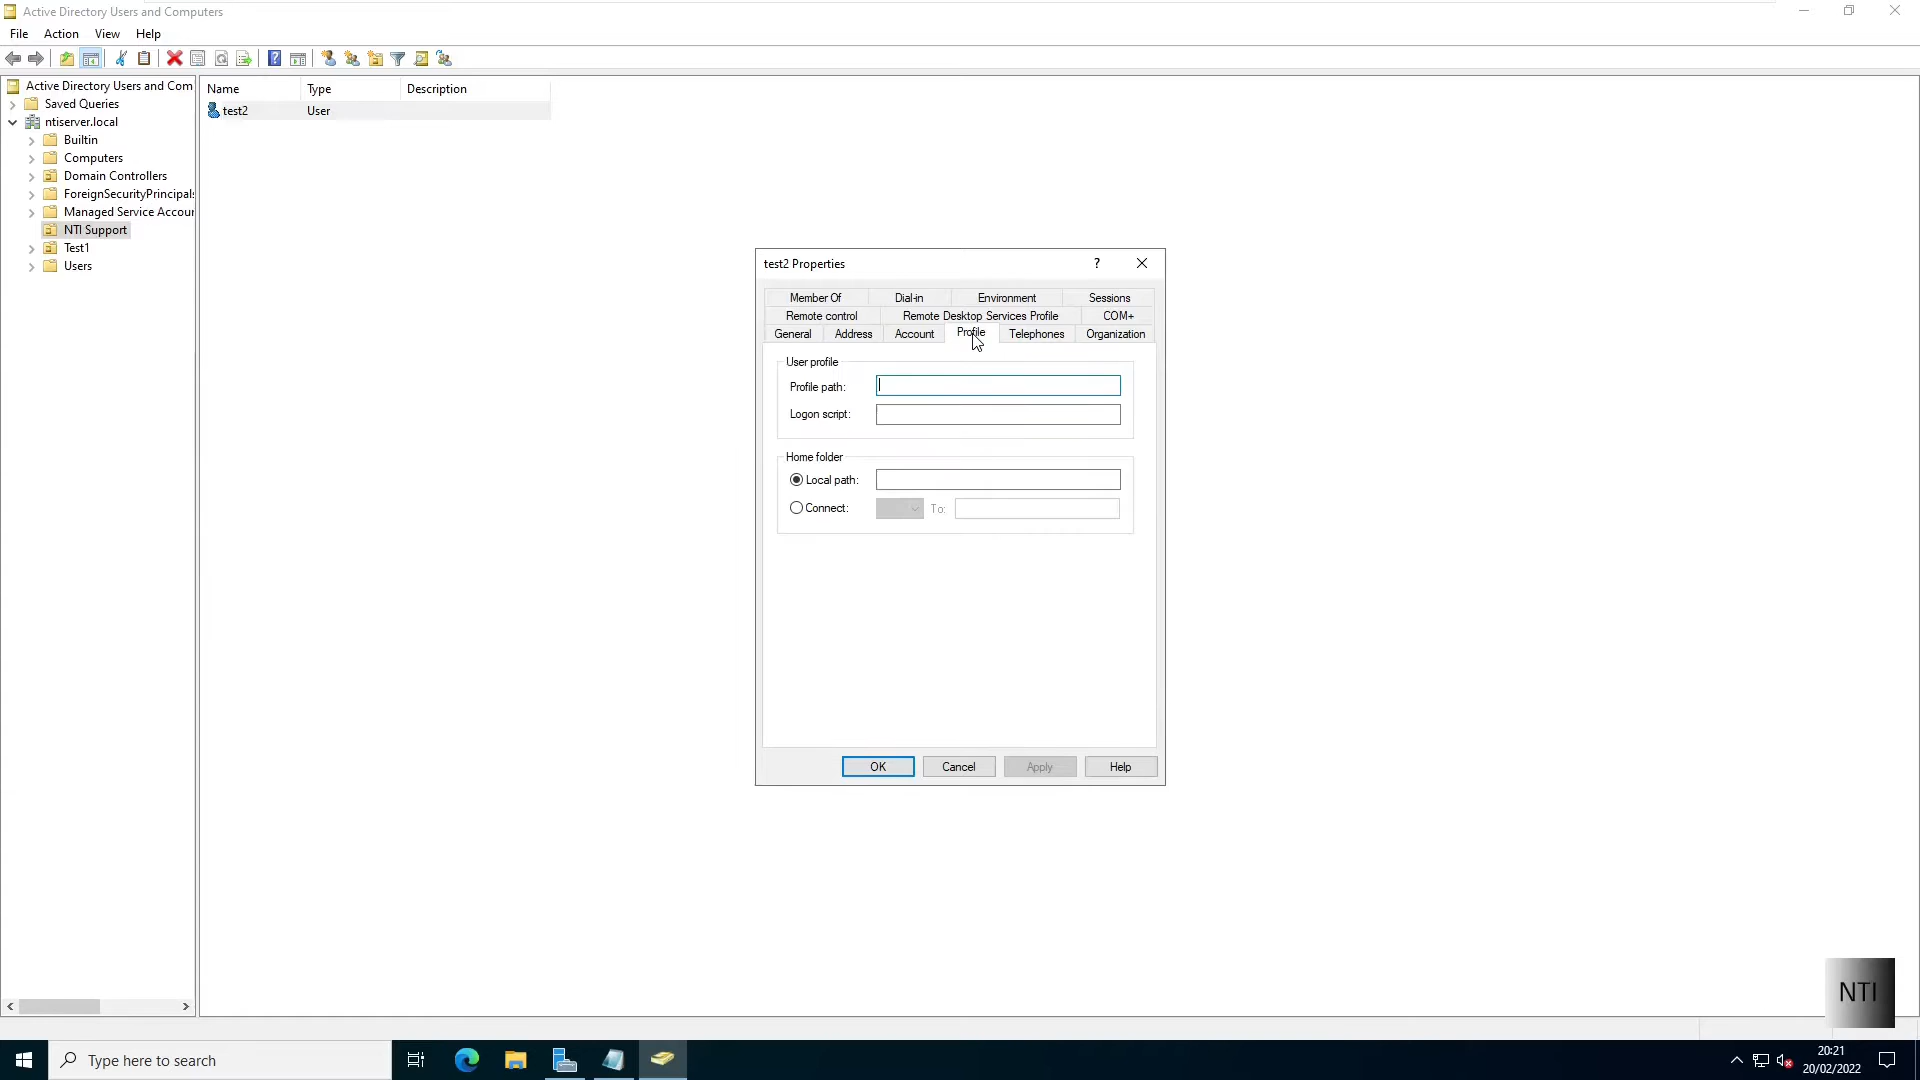 Active Directory Users and Computers
File Action View Help
Active Directory Users and Com
Saved Queries
ntiserver.local
Builtin
Computers
Domain Controllers
ForeignSecurityPrincipals
Managed Service Accour
NTI Support
Test1
Users
Name Type Description
test2 User
test2 Properties ?
Member Of Dial-in Environment Sessions
Remote control Remote Desktop Services Profile COM+
General Address Account Profile Telephones Organization
User profile
Profile path:
Logon script:
Home folder
Local path:
Connect: To:
OK Cancel Apply Help
NTI
Type here to search
20:21
20/02/2022